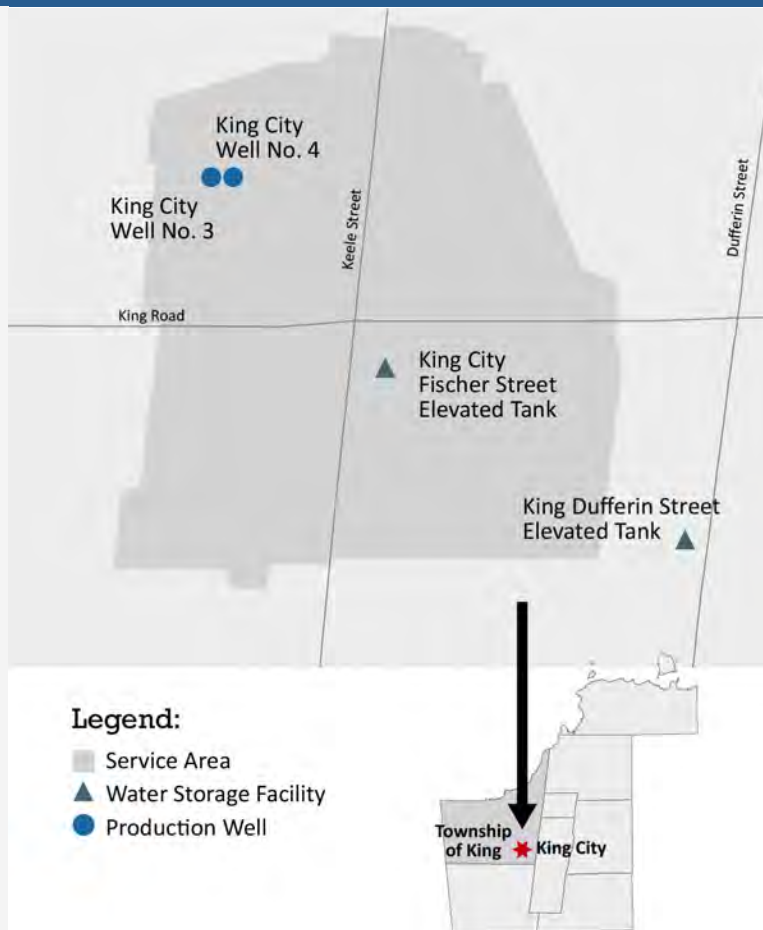 King City
Well No. 4
King City
Well No. 3
Keele Street
Dufferin Street
King Road
King City
Fischer Street
Elevated Tank
King Dufferin Street
Elevated Tank
Legend:
Service Area
Water Storage Facility
Production Well
Township
of King
King City